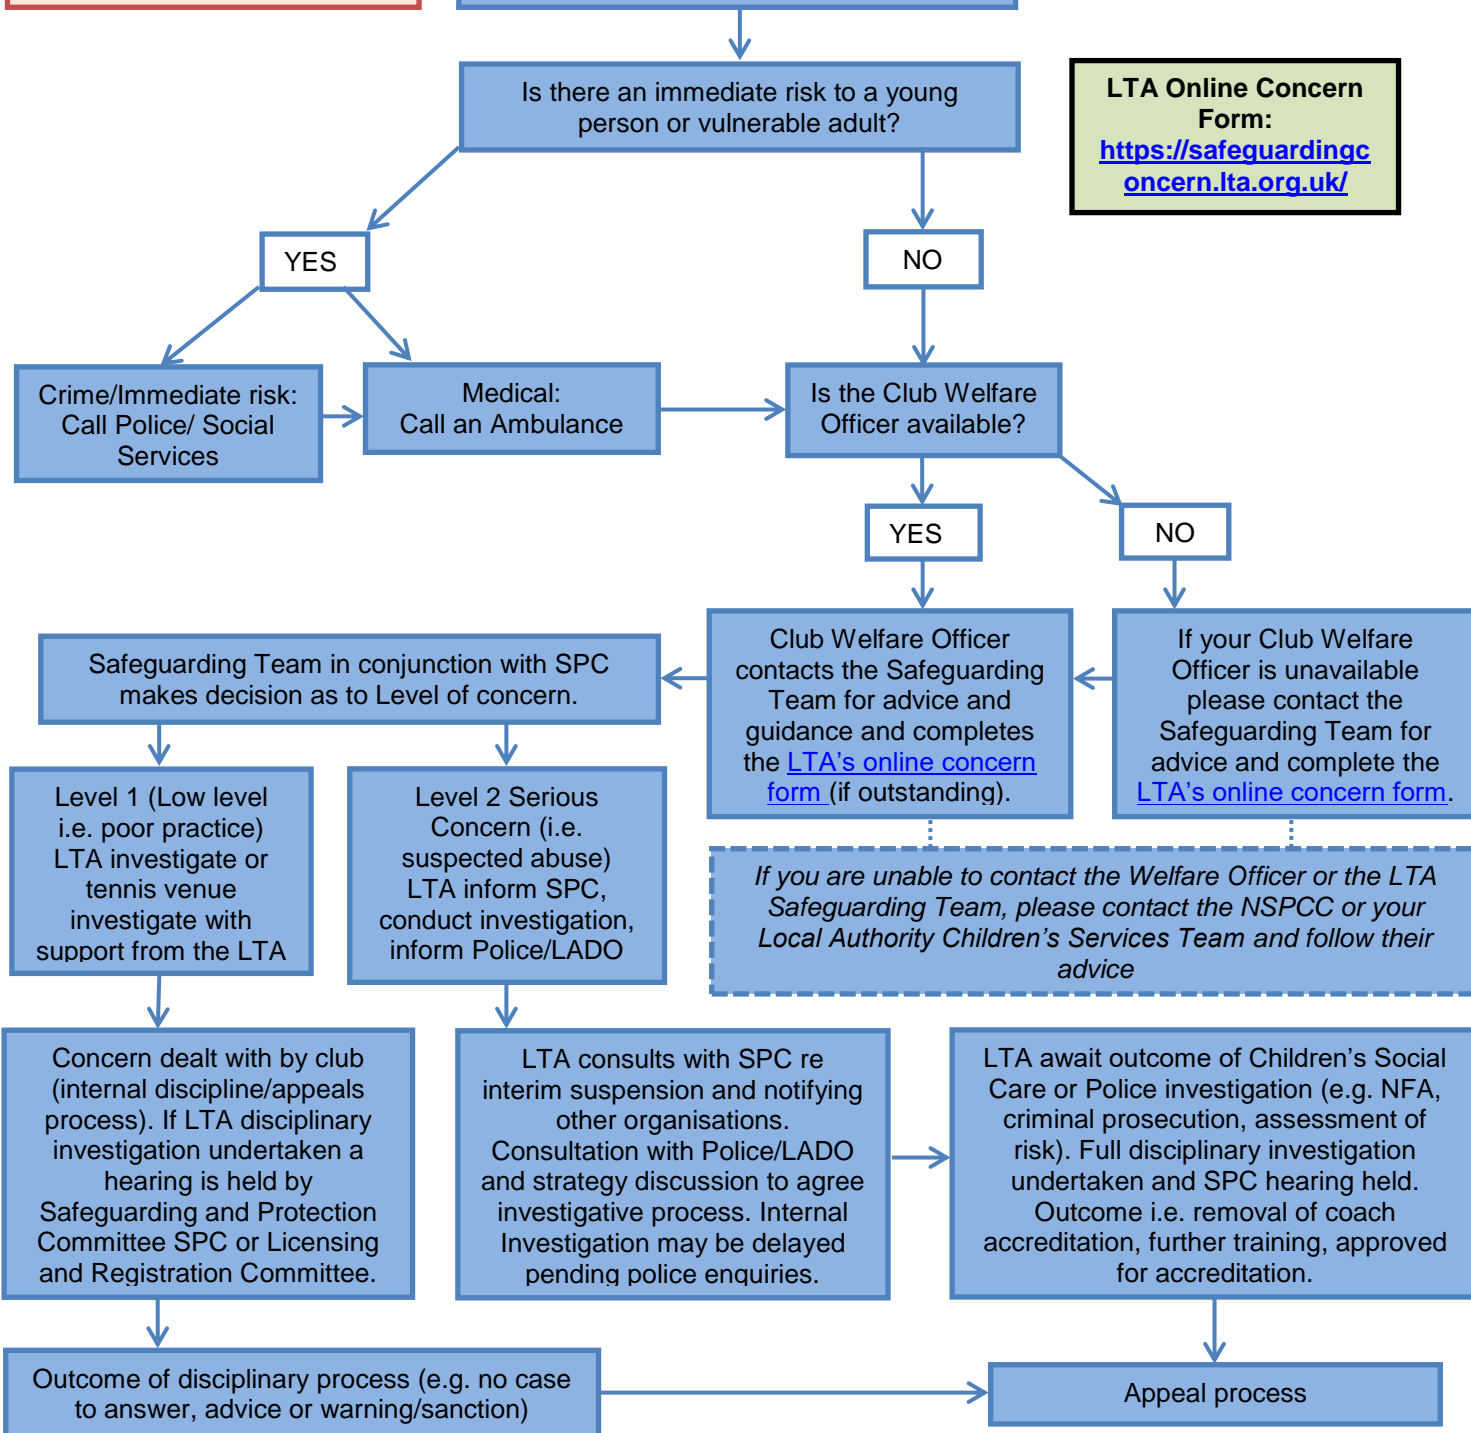 Is there an immediate risk to a young
person or vulnerable adult?
LTA Online Concern
Form:
https://safeguardingc
oncern.lta.org.uk/
YES
NO
Crime/Immediate risk:
Call Police/ Social
Services
Medical:
Call an Ambulance
Is the Club Welfare
Officer available?
YES
NO
Safeguarding Team in conjunction with SPC
makes decision as to Level of concern.
Club Welfare Officer
contacts the Safeguarding
Team for advice and
guidance and completes
the LTA’s online concern
form (if outstanding).
If your Club Welfare
Officer is unavailable
please contact the
Safeguarding Team for
advice and complete the
LTA’s online concern form.
Level 1 (Low level
i.e. poor practice)
LTA investigate or
tennis venue
investigate with
support from the LTA
Level 2 Serious
Concern (i.e.
suspected abuse)
LTA inform SPC,
conduct investigation,
inform Police/LADO
If you are unable to contact the Welfare Officer or the LTA
Safeguarding Team, please contact the NSPCC or your
Local Authority Children’s Services Team and follow their
advice
Concern dealt with by club
(internal discipline/appeals
process). If LTA disciplinary
investigation undertaken a
hearing is held by
Safeguarding and Protection
Committee SPC or Licensing
and Registration Committee.
LTA consults with SPC re
interim suspension and notifying
other organisations.
Consultation with Police/LADO
and strategy discussion to agree
investigative process. Internal
Investigation may be delayed
pending police enquiries.
LTA await outcome of Children’s Social
Care or Police investigation (e.g. NFA,
criminal prosecution, assessment of
risk). Full disciplinary investigation
undertaken and SPC hearing held.
Outcome i.e. removal of coach
accreditation, further training, approved
for accreditation.
Outcome of disciplinary process (e.g. no case
to answer, advice or warning/sanction)
Appeal process